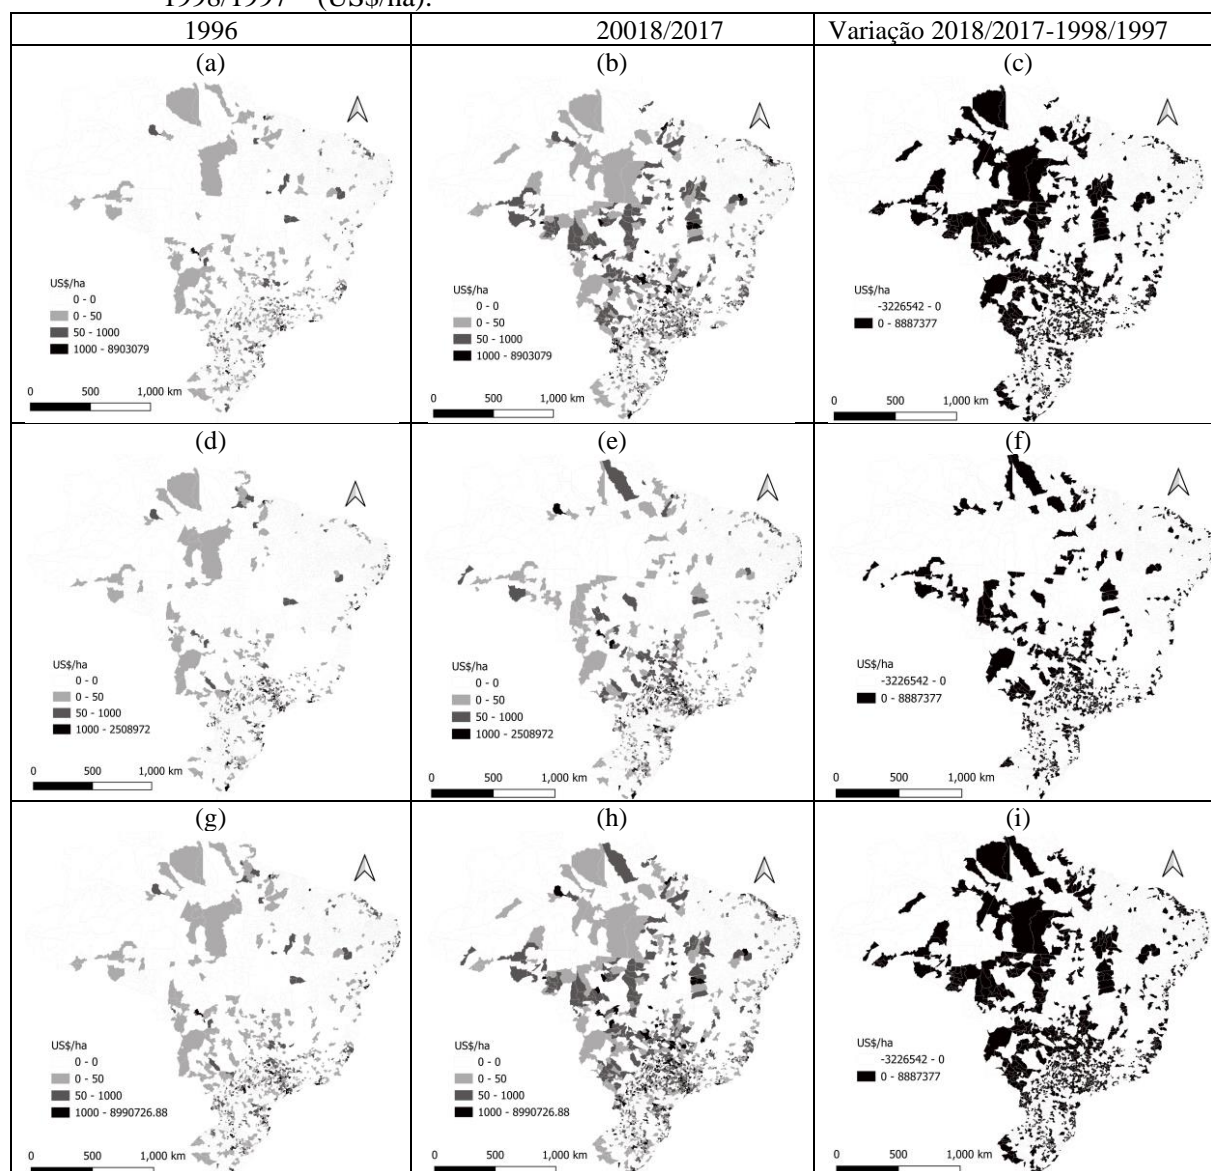 1998/1997 (US$/ha).
1996
20018/2017
Variação 2018/2017-1998/1997
(a)
(b)
(c)
US$/ha
0 - 0
0 - 50
50 - 1000
1000 - 8903079
0 500 1,000 km
US$/ha
0 - 0
0 - 50
50 - 1000
1000 - 8903079
0 500 1,000 km
US$/ha
-3226542 - 0
0 - 8887377
0 500 1,000 km
(d)
(e)
(f)
US$/ha
0 - 0
0 - 50
50 - 1000
1000 - 2508972
0 500 1,000 km
US$/ha
0 - 0
0 - 50
50 - 1000
1000 - 2508972
0 500 1,000 km
US$/ha
-3226542 - 0
0 - 8887377
0 500 1,000 km
(g)
(h)
(i)
US$/ha
0 - 0
0 - 50
50 - 1000
1000 - 8990726.88
0 500 1,000 km
US$/ha
0 - 0
0 - 50
50 - 1000
1000 - 8990726.88
0 500 1,000 km
US$/ha
-3226542 - 0
0 - 8887377
0 500 1,000 km